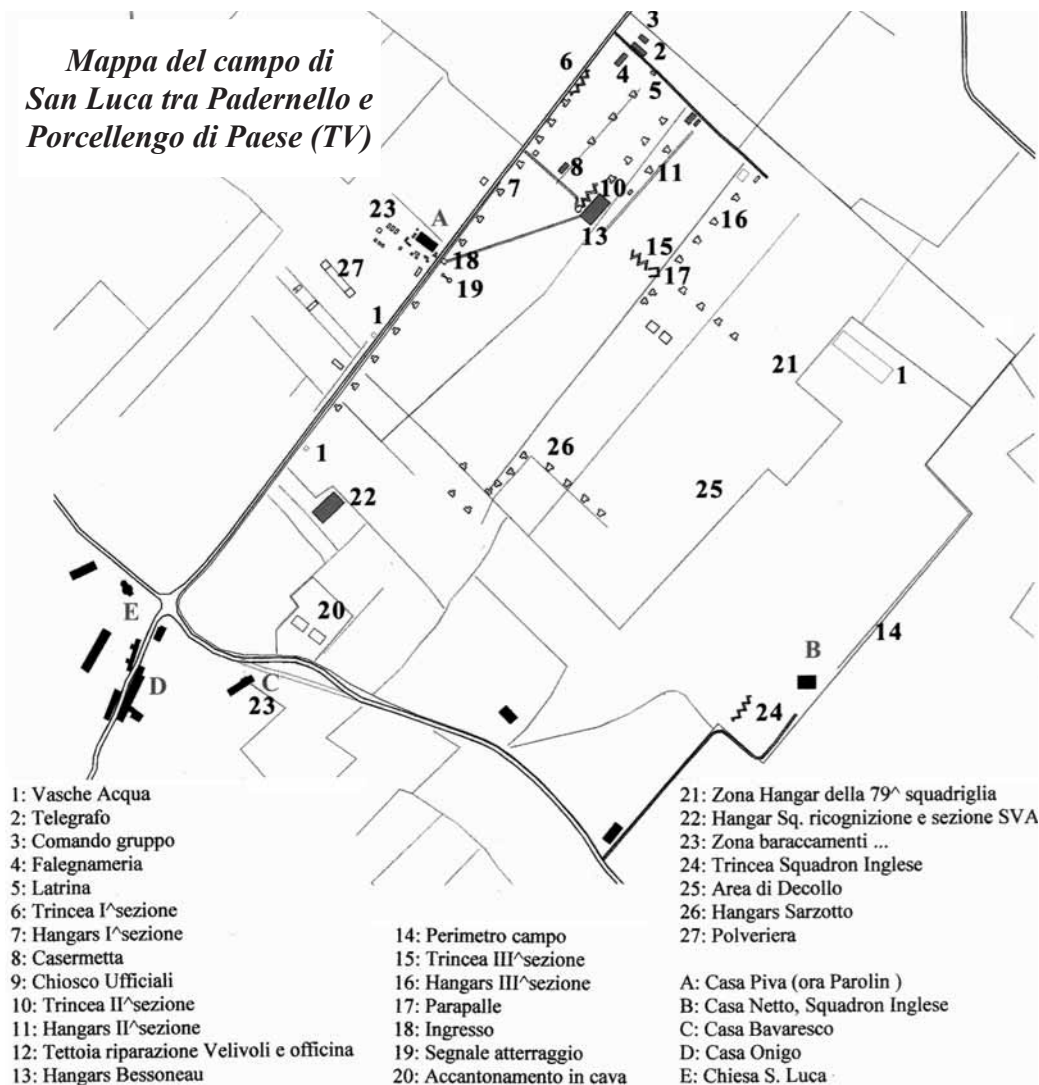 Mappa del campo di
San Luca tra Padernello e
Porcellengo di Paese (TV)
3
2
6
4
5
8
11
7
10
23
A
13
16
18
15
27
19
17
1
21
1
1
26
22
25
E
20
14
B
D
C
23
24
1: Vasche Acqua
2: Telegrafo
3: Comando gruppo
4: Falegnameria
5: Latrina
6: Trincea I^sezione
7: Hangars I^sezione
8: Casermetta
9: Chiosco Ufficiali
10: Trincea II^sezione
11: Hangars II^sezione
12: Tettoia riparazione Velivoli e officina
13: Hangars Bessoneau
14: Perimetro campo
15: Trincea III^sezione
16: Hangars III^sezione
17: Parapalle
18: Ingresso
19: Segnale atterraggio
20: Accantonamento in cava
21: Zona Hangar della 79^ squadriglia
22: Hangar Sq. ricognizione e sezione SVA
23: Zona baraccamenti ...
24: Trincea Squadron Inglese
25: Area di Decollo
26: Hangars Sarzotto
27: Polveriera
A: Casa Piva (ora Parolin )
B: Casa Netto, Squadron Inglese
C: Casa Bavaresco
D: Casa Onigo
E: Chiesa S. Luca